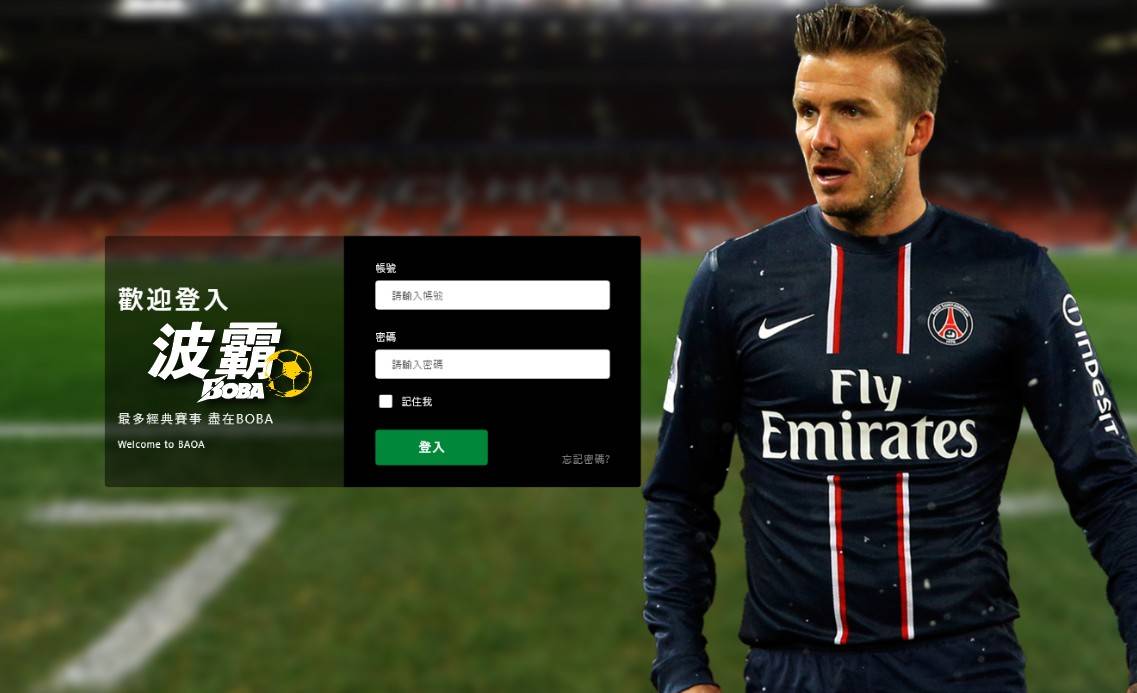 MANCHEST
歡迎登入
波霸
BOBA
最多經典賽事 盡在BOBA
Welcome to BAOA
帳號
請輸入帳號
密碼
請輸入密碼
記住我
登入
忘記密碼?
Fly
Emirates
inDesit